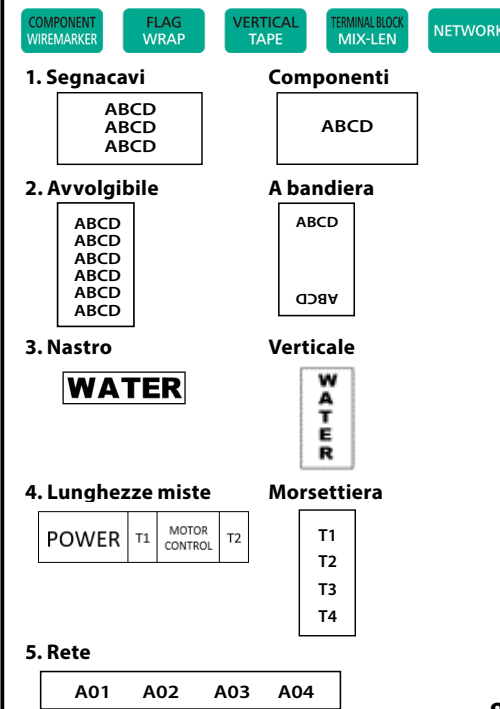 COMPONENT FLAG VERTICAL TERMINAL BLOCK NETWORK
WIREMARKER WRAP TAPE MIX-LEN
1. Segnacavi Componenti
ABCD
ABCD
ABCD
ABCD
2. Avvolgibile A bandiera
ABCD
ABCD
ABCD
ABCD
ABCD
ABCD
ABCD
ABCD
3. Nastro Verticale
WATER
W
A
T
E
R
4. Lunghezze miste Morsettiera
POWER T1 MOTOR CONTROL T2
T1
T2
T3
T4
5. Rete
A01 A02 A03 A04